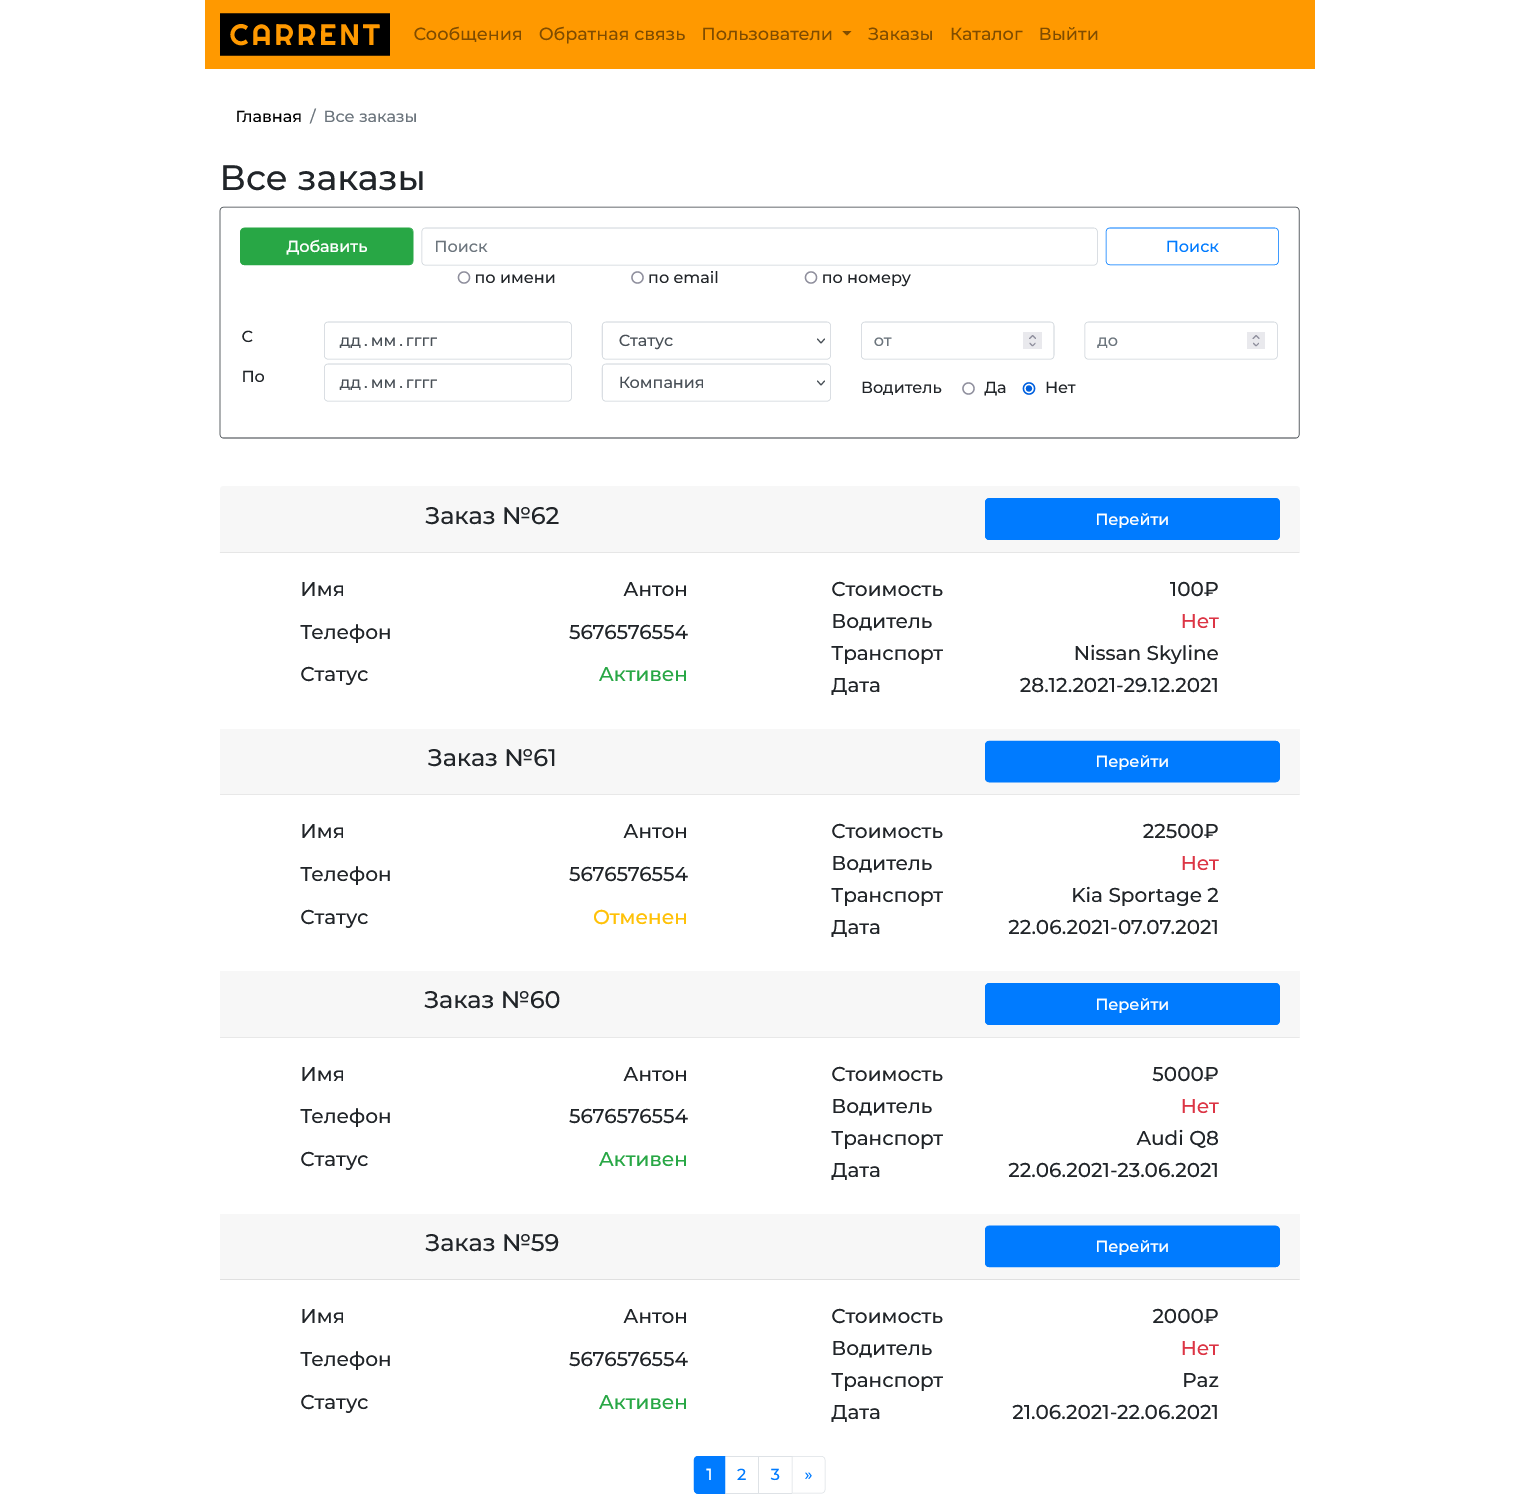 CARRENT Сообщения Обратная связь Пользователи Заказы Каталог Выйти
Главная / Все заказы
Все заказы
Добавить Поиск Поиск
по имени по email по номеру
С дд.мм.гггг Статус от до
По дд.мм.гггг Компания Водитель Да Нет
Заказ №62 Перейти
Имя Антон Стоимость 100₽
Водитель Нет
Телефон 5676576554
Транспорт Nissan Skyline
Статус Активен
Дата 28.12.2021-29.12.2021
Заказ №61 Перейти
Имя Антон Стоимость 22500₽
Водитель Нет
Телефон 5676576554
Транспорт Kia Sportage 2
Статус Отменен
Дата 22.06.2021-07.07.2021
Заказ №60 Перейти
Имя Антон Стоимость 5000₽
Водитель Нет
Телефон 5676576554
Транспорт Audi Q8
Статус Активен
Дата 22.06.2021-23.06.2021
Заказ №59 Перейти
Имя Антон Стоимость 2000₽
Водитель Нет
Телефон 5676576554
Транспорт Paz
Статус Активен
Дата 21.06.2021-22.06.2021
1 2 3 »